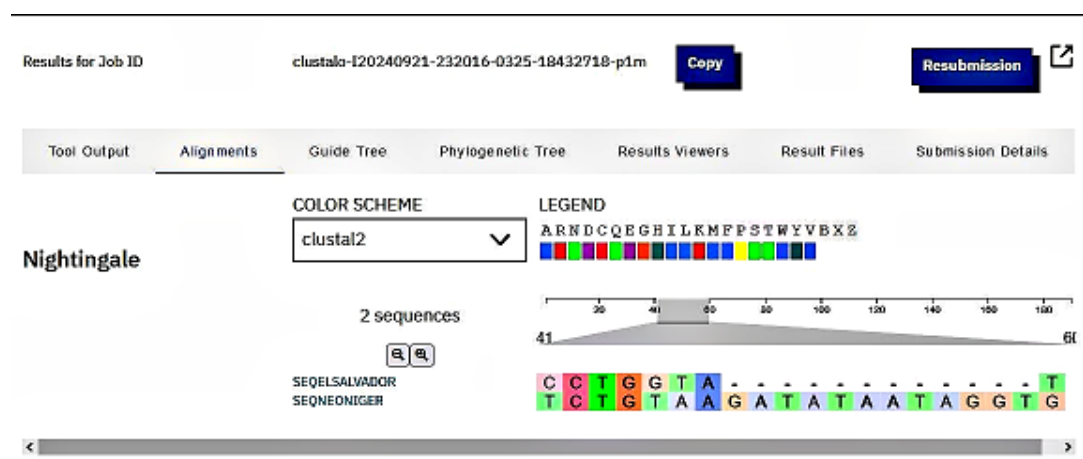 Results for Job ID clustalo-I20240921-232016-0325-18432718-p1m Copy Resubmission
Tool Output Alignments Guide Tree Phylogenetic Tree Results Viewers Result Files Submission Details
COLOR SCHEME LEGEND
clustal2 A R N D C Q E G H I L K M F P S T W Y V B X Z
Nightingale
2 sequences 20 40 60 80 100 120 140 160 180
41 60
SEQELSALVADOR C C T G G T A - - - - - - - - - - - - T
SEQNEONIGER T C T G T A A G A T A T A A T A G G T G